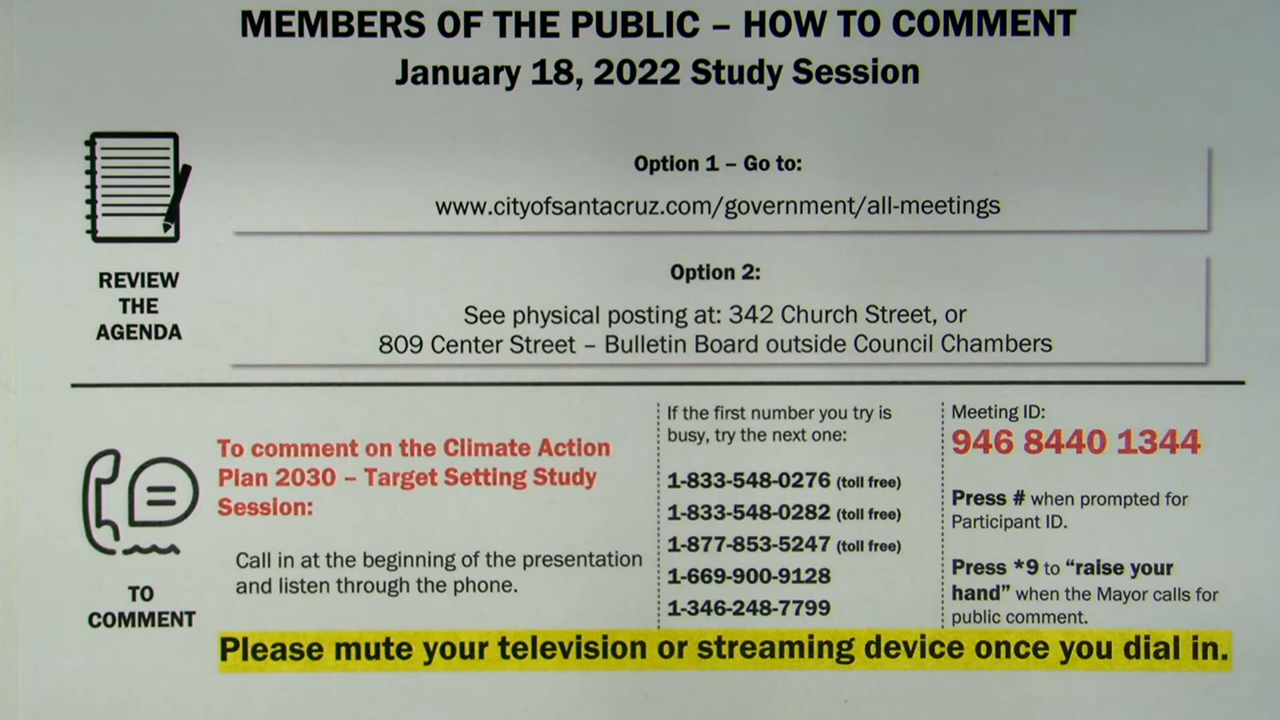 MEMBERS OF THE PUBLIC – HOW TO COMMENT
January 18, 2022 Study Session
Option 1 – Go to:
www.cityofsantacruz.com/government/all-meetings
REVIEW
THE
AGENDA
Option 2:
See physical posting at: 342 Church Street, or
809 Center Street – Bulletin Board outside Council Chambers
TO
COMMENT
To comment on the Climate Action
Plan 2030 – Target Setting Study
Session:
Call in at the beginning of the presentation
and listen through the phone.
If the first number you try is
busy, try the next one:
1-833-548-0276 (toll free)
1-833-548-0282 (toll free)
1-877-853-5247 (toll free)
1-669-900-9128
1-346-248-7799
Meeting ID:
946 8440 1344
Press # when prompted for
Participant ID.
Press *9 to “raise your
hand” when the Mayor calls for
public comment.
Please mute your television or streaming device once you dial in.